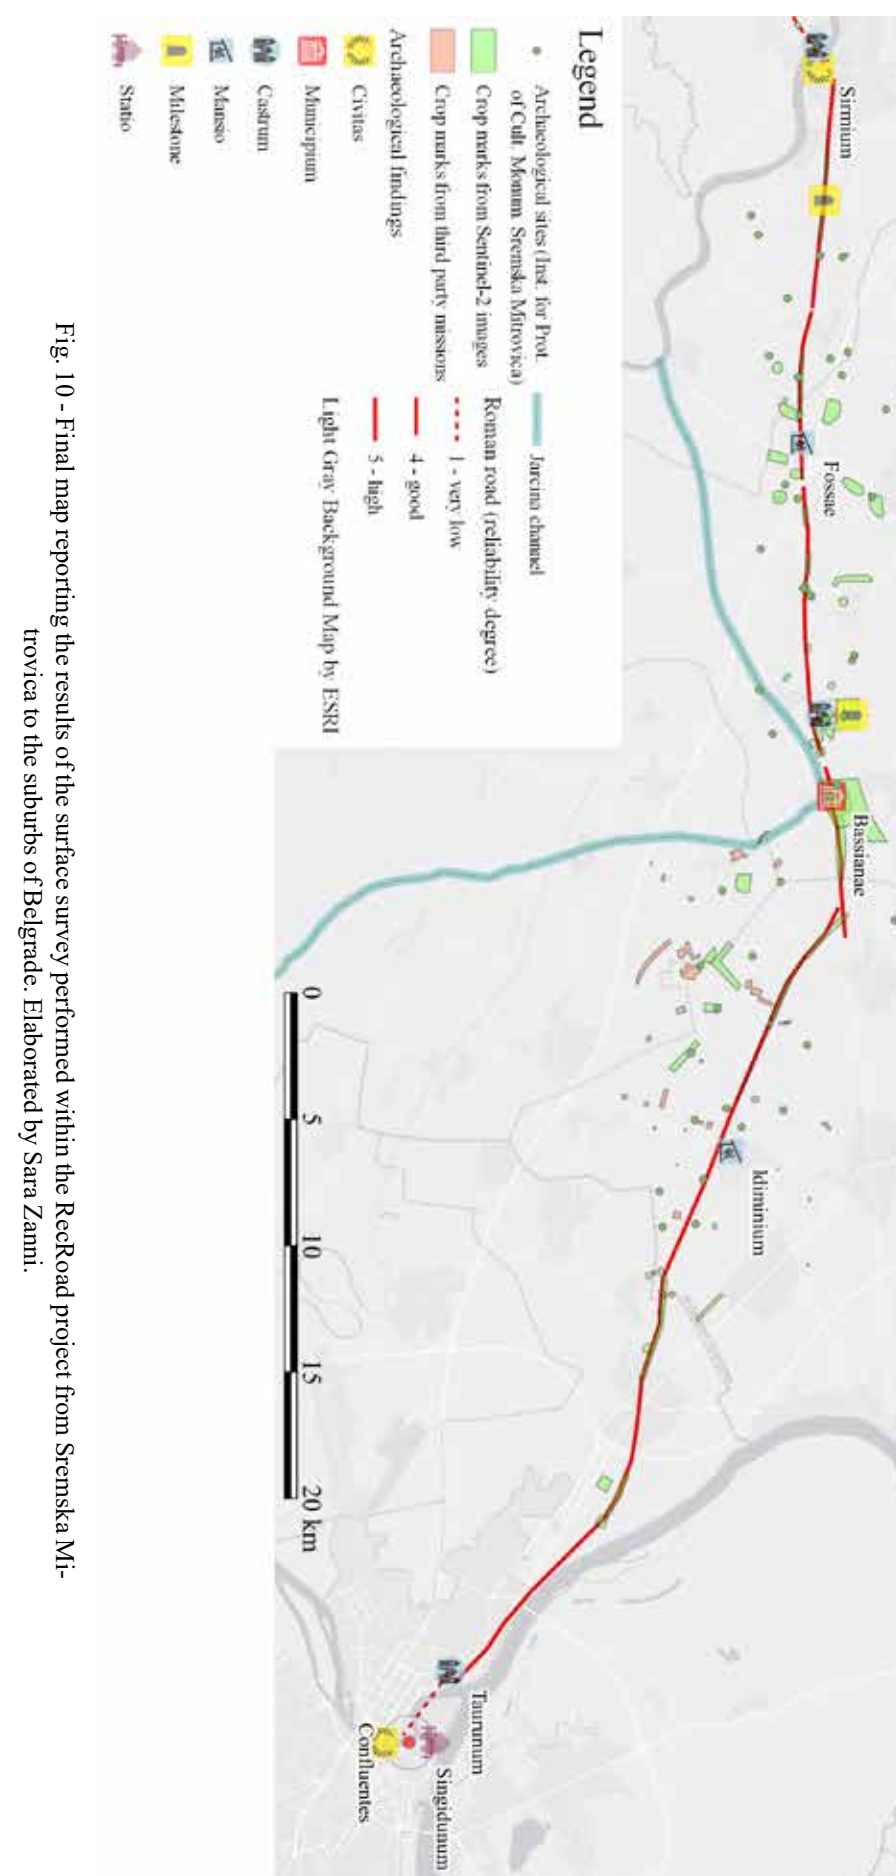 Sirmium
Fossae
Bassianae
Idiminium
Taurunum
Singidunum
Confluentes
Legend
Archaeological sites (Inst. for Prot.
of Cult. Monum. Sremska Mitrovica)
Crop marks from Sentinel-2 images
Crop marks from third party missions
Archaeological findings
Civitas
Municipium
Castrum
Mansio
Milestone
Statio
Jarcina channel
Roman road (reliability degree)
1 - very low
4 - good
5 - high
Light Gray Background Map by ESRI
0 5 10 15 20 km
Fig. 10 - Final map reporting the results of the surface survey performed within the RecRoad project from Sremska Mi-
trovica to the suburbs of Belgrade. Elaborated by Sara Zanni.